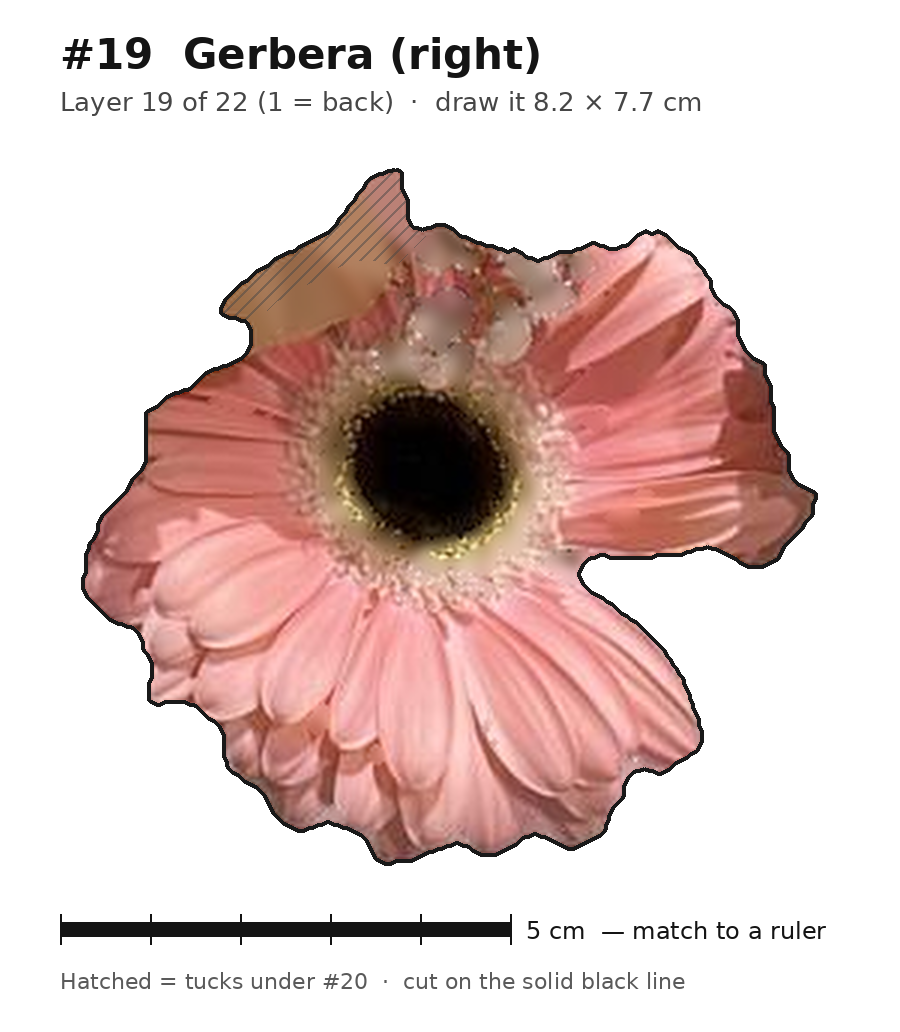 #19 Gerbera (right)
Layer 19 of 22 (1 = back) · draw it 8.2 × 7.7 cm
5 cm — match to a ruler
Hatched = tucks under #20 · cut on the solid black line